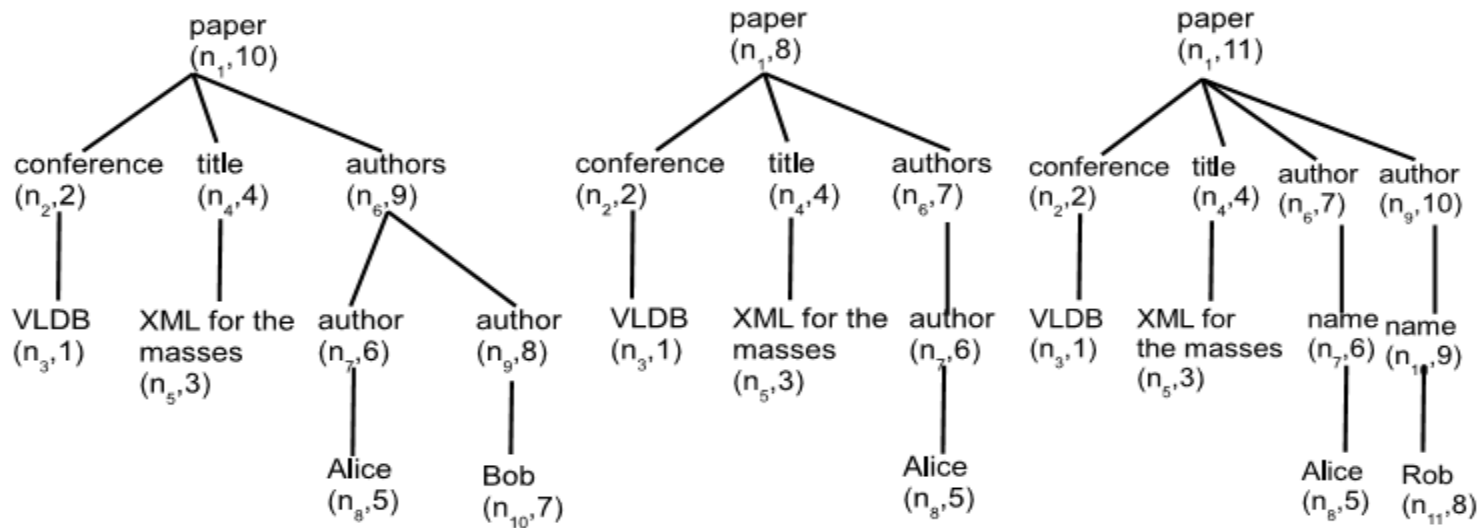 paper
(n₁,10)
conference
(n₂,2)
title
(n₄,4)
authors
(n₆,9)
VLDB
(n₃,1)
XML for the
masses
(n₅,3)
author
(n₇,6)
author
(n₉,8)
Alice
(n₈,5)
Bob
(n₁₀,7)
paper
(n₁,8)
conference
(n₂,2)
title
(n₄,4)
authors
(n₆,7)
VLDB
(n₃,1)
XML for the
masses
(n₅,3)
author
(n₇,6)
Alice
(n₈,5)
paper
(n₁,11)
conference
(n₂,2)
title
(n₄,4)
author
(n₆,7)
author
(n₉,10)
VLDB
(n₃,1)
XML for
the masses
(n₅,3)
name
(n₇,6)
name
(n₁₀,9)
Alice
(n₈,5)
Rob
(n₁₁,8)